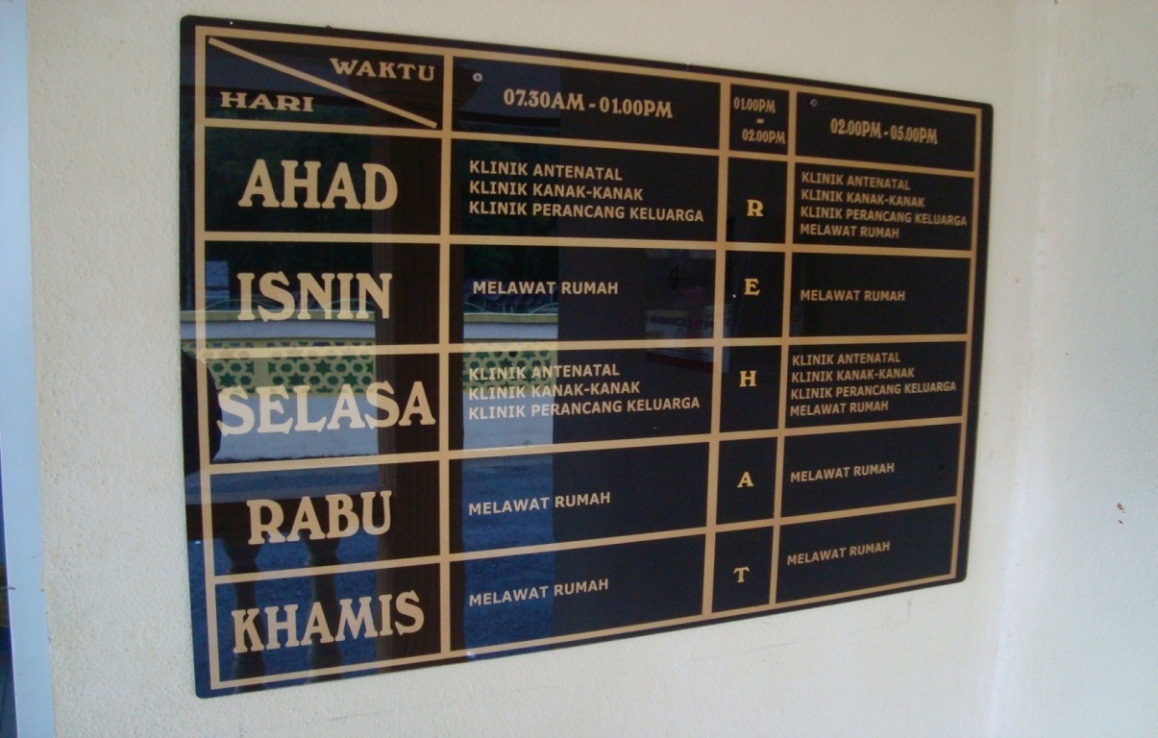 WAKTU
HARI
07.30AM - 01.00PM
01.00PM
-
02.00PM
02.00PM - 05.00PM
AHAD
KLINIK ANTENATAL
KLINIK KANAK-KANAK
KLINIK PERANCANG KELUARGA
R
KLINIK ANTENATAL
KLINIK KANAK-KANAK
KLINIK PERANCANG KELUARGA
MELAWAT RUMAH
ISNIN
MELAWAT RUMAH
E
MELAWAT RUMAH
SELASA
KLINIK ANTENATAL
KLINIK KANAK-KANAK
KLINIK PERANCANG KELUARGA
H
KLINIK ANTENATAL
KLINIK KANAK-KANAK
KLINIK PERANCANG KELUARGA
MELAWAT RUMAH
RABU
MELAWAT RUMAH
A
MELAWAT RUMAH
KHAMIS
MELAWAT RUMAH
T
MELAWAT RUMAH